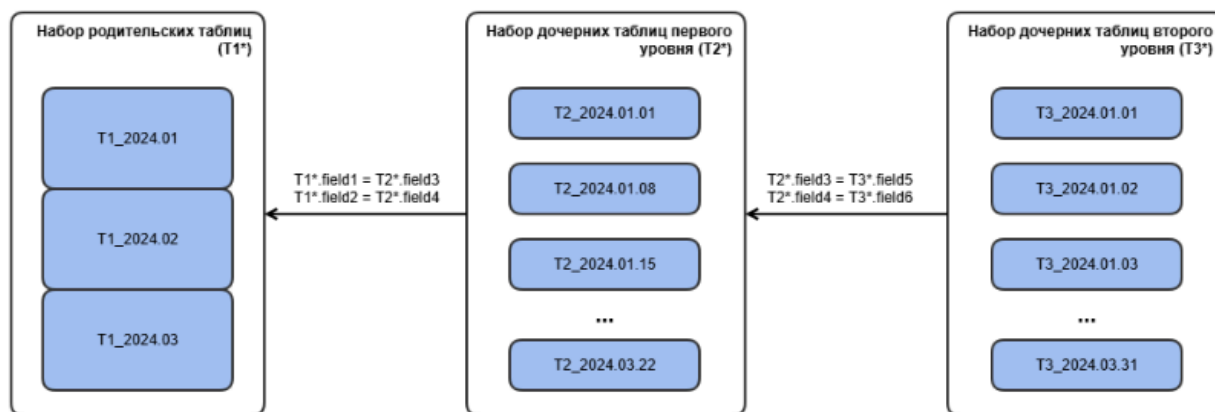 Набор родительских таблиц
(T1*)
T1_2024.01
T1_2024.02
T1_2024.03
T1*.field1 = T2*.field3
T1*.field2 = T2*.field4
Набор дочерних таблиц первого
уровня (T2*)
T2_2024.01.01
T2_2024.01.08
T2_2024.01.15
...
T2_2024.03.22
T2*.field3 = T3*.field5
T2*.field4 = T3*.field6
Набор дочерних таблиц второго
уровня (T3*)
T3_2024.01.01
T3_2024.01.02
T3_2024.01.03
...
T3_2024.03.31